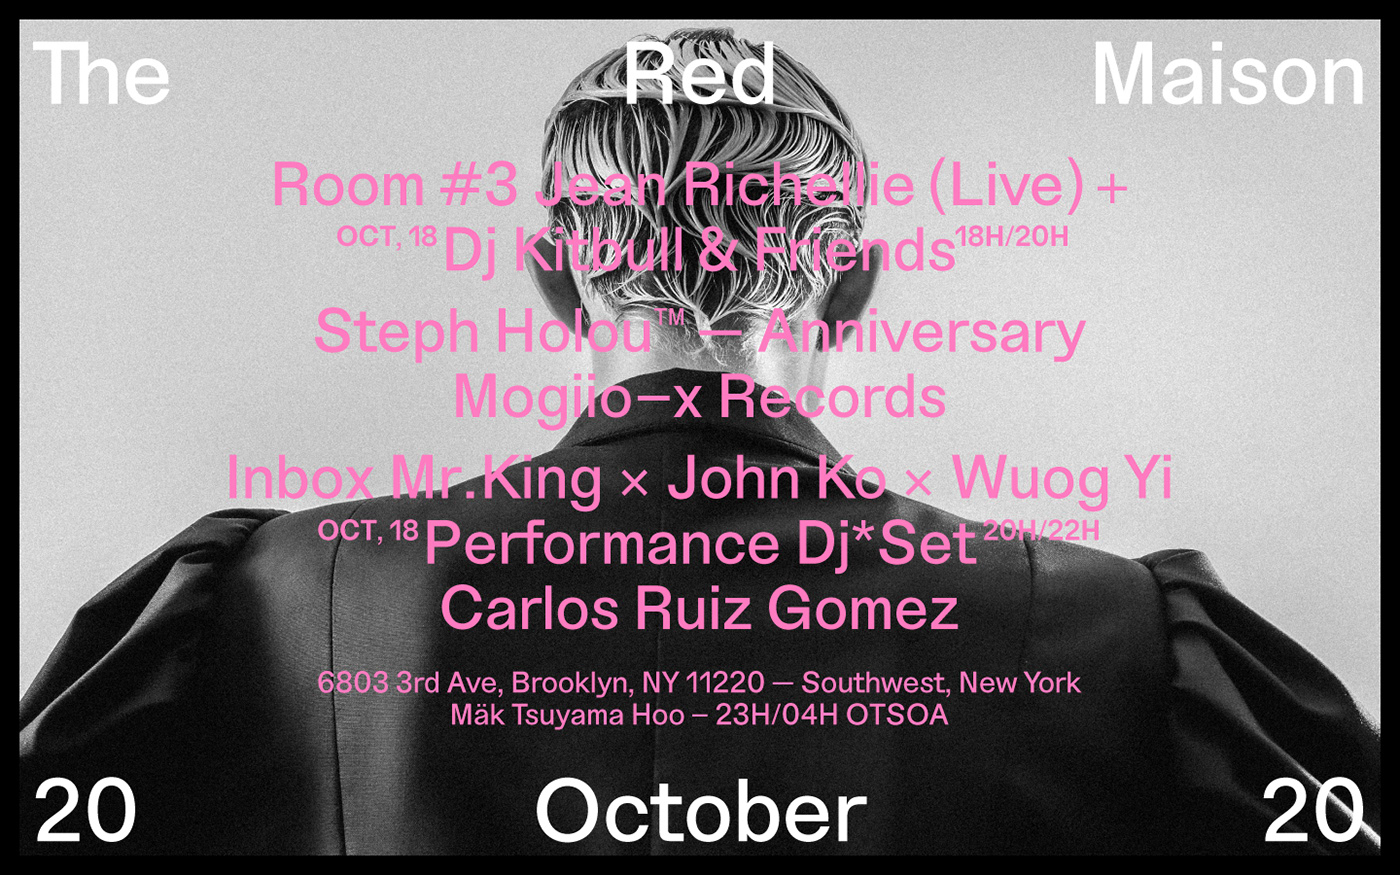 The Red Maison
Room #3 Jean Richellie (Live) +
OCT, 18 Dj Kitbull & Friends 18H/20H
Steph Holou™ — Anniversary
Mogiio–x Records
Inbox Mr.King × John Ko × Wuog Yi
OCT, 18 Performance Dj*Set 20H/22H
Carlos Ruiz Gomez
6803 3rd Ave, Brooklyn, NY 11220 — Southwest, New York
Mäk Tsuyama Hoo – 23H/04H OTSOA
20 October 20